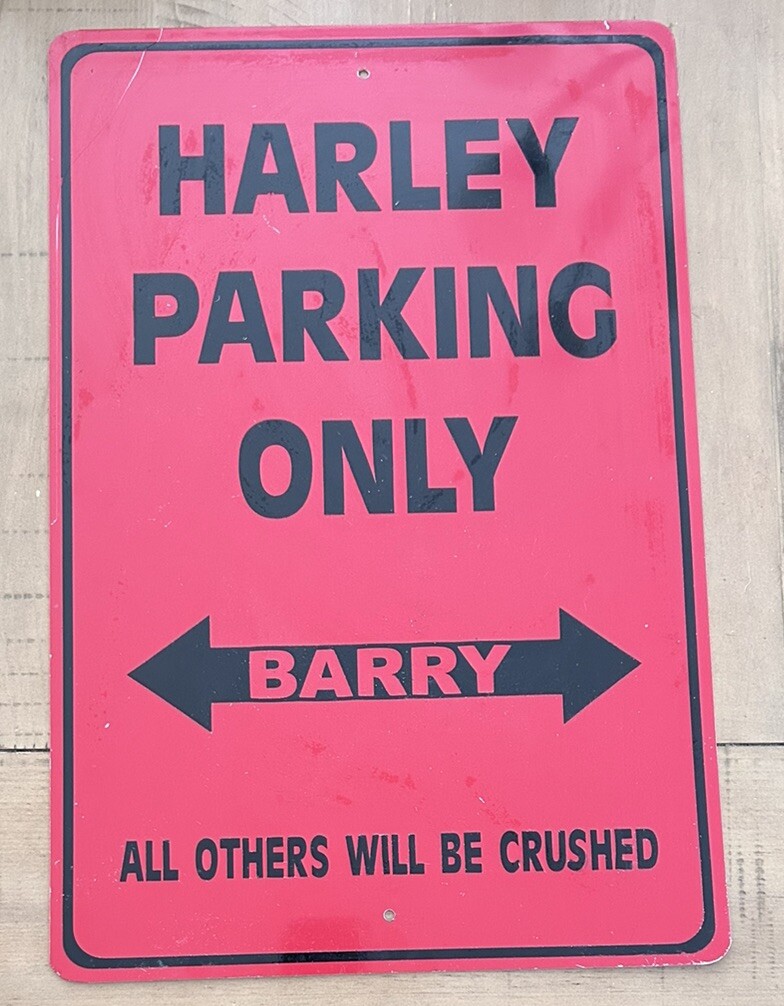 HARLEY
PARKING
ONLY
BARRY
ALL OTHERS WILL BE CRUSHED